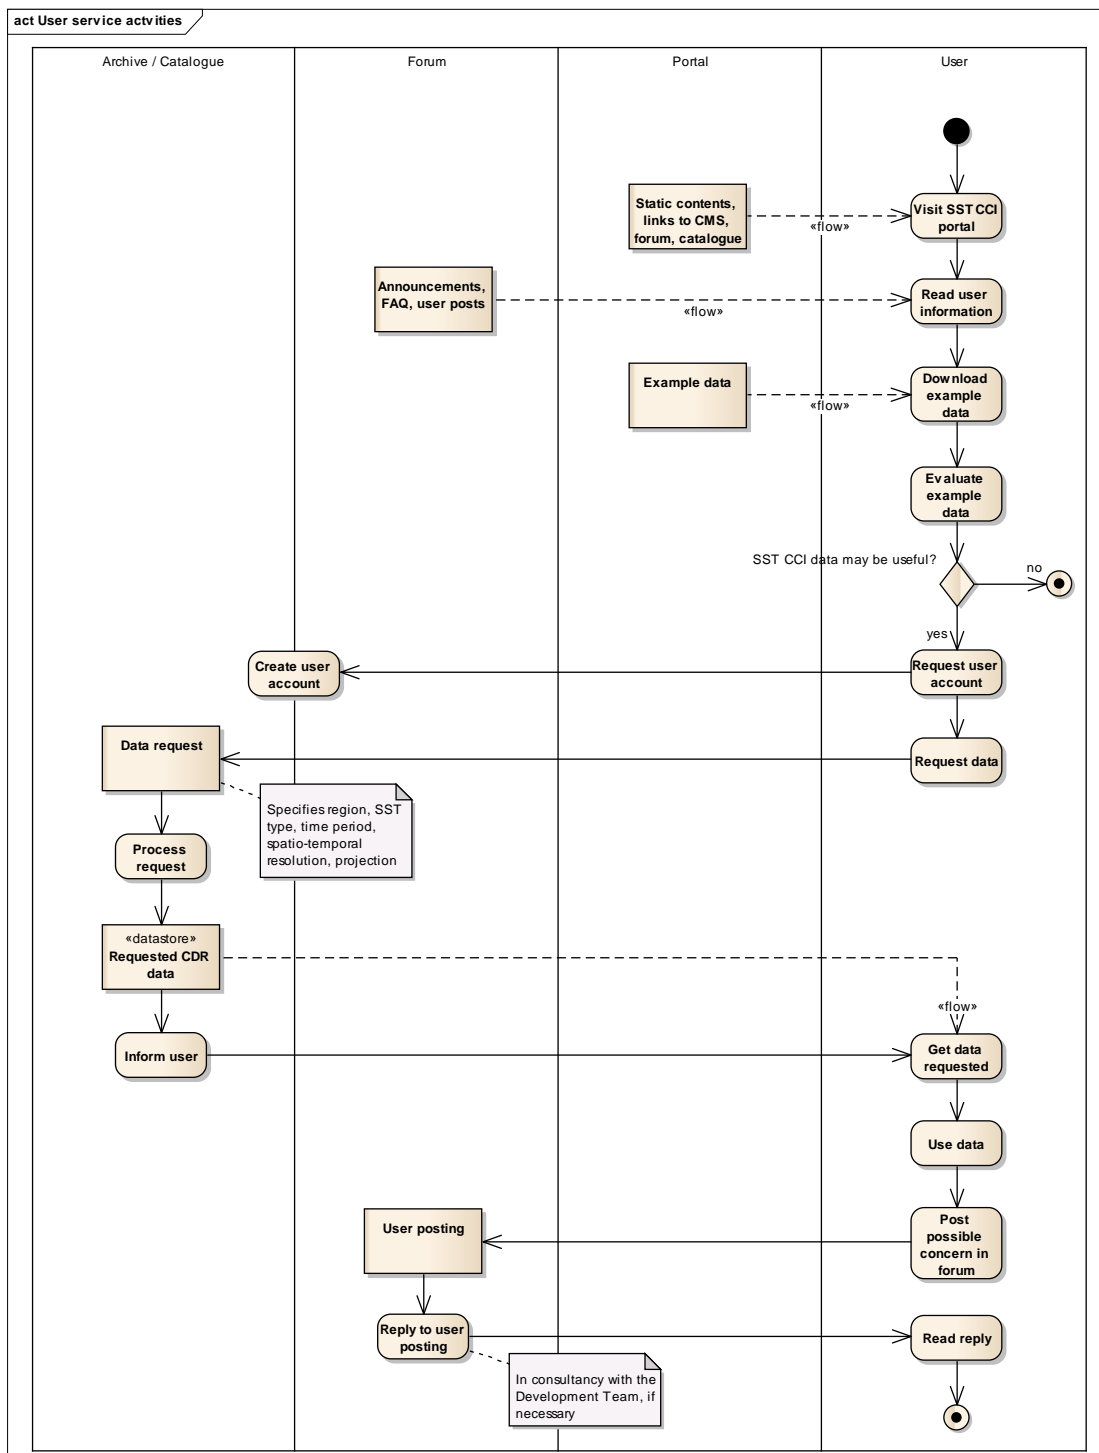 act User service actvities
Archive / Catalogue
Forum
Portal
User
Static contents,
links to CMS,
forum, catalogue
«flow»
Visit SST CCI
portal
Announcements,
FAQ, user posts
«flow»
Read user
information
Example data
«flow»
Download
example
data
Evaluate
example
data
SST CCI data may be useful?
no
yes
Create user
account
Request user
account
Data request
Request data
Specifies region, SST
type, time period,
spatio-temporal
resolution, projection
Process
request
«datastore»
Requested CDR
data
«flow»
Inform user
Get data
requested
Use data
User posting
Post
possible
concern in
forum
Reply to user
posting
Read reply
In consultancy with the
Development Team, if
necessary